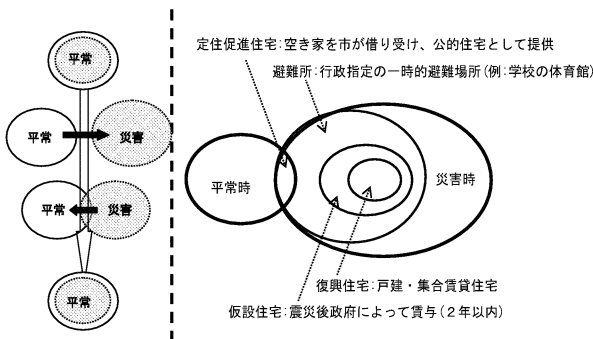 平常
平常
災害
平常
災害
平常
定住促進住宅：空き家を市が借り受け、公的住宅として提供
避難所：行政指定の一時的避難場所（例：学校の体育館）
平常時
災害時
復興住宅：戸建・集合賃貸住宅
仮設住宅：震災後政府によって貸与（２年以内）